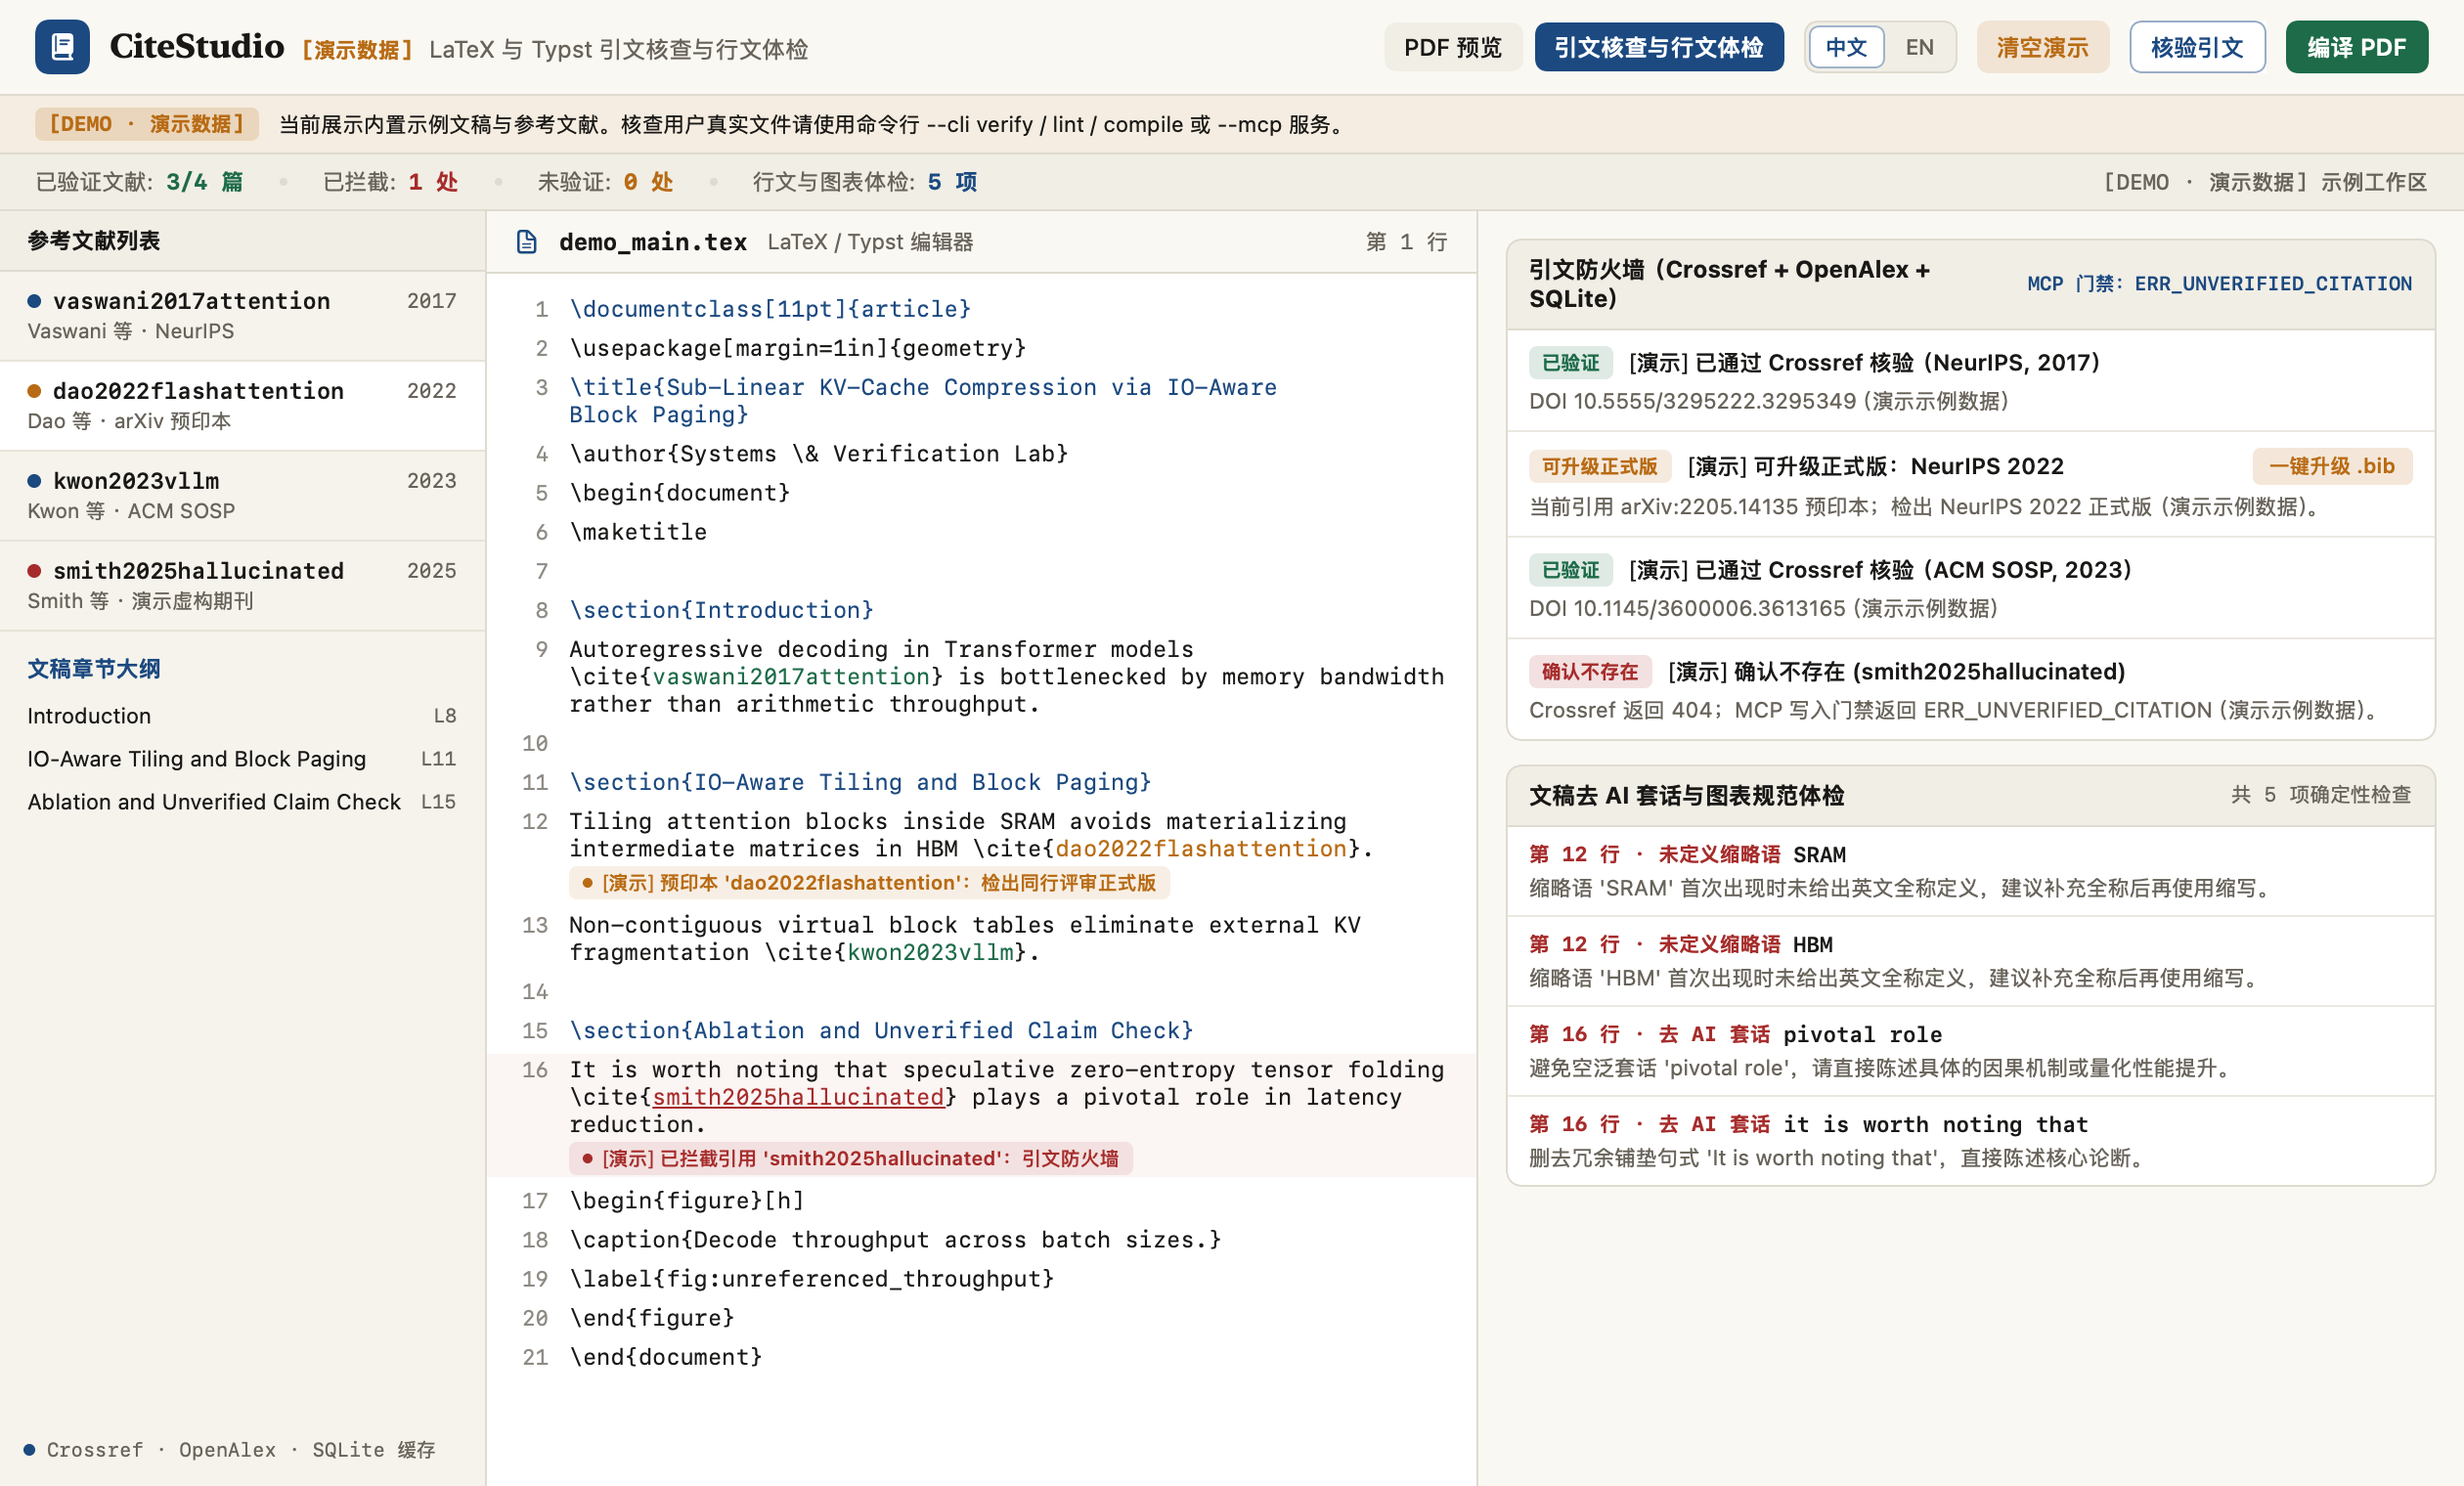 CiteStudio [演示数据] LaTeX 与 Typst 引文核查与行文体检
PDF 预览
引文核查与行文体检
中文
EN
清空演示
核验引文
编译 PDF
[DEMO · 演示数据] 当前展示内置示例文稿与参考文献。核查用户真实文件请使用命令行 --cli verify / lint / compile 或 --mcp 服务。
已验证文献: 3/4 篇 • 已拦截: 1 处 • 未验证: 0 处 • 行文与图表体检: 5 项
[DEMO · 演示数据] 示例工作区
参考文献列表
vaswani2017attention 2017
Vaswani 等 · NeurIPS
dao2022flashattention 2022
Dao 等 · arXiv 预印本
kwon2023vllm 2023
Kwon 等 · ACM SOSP
smith2025hallucinated 2025
Smith 等 · 演示虚构期刊
文稿章节大纲
Introduction L8
IO-Aware Tiling and Block Paging L11
Ablation and Unverified Claim Check L15
Crossref · OpenAlex · SQLite 缓存
demo_main.tex LaTeX / Typst 编辑器 第 1 行
1 \documentclass[11pt]{article}
2 \usepackage[margin=1in]{geometry}
3 \title{Sub-Linear KV-Cache Compression via IO-Aware
Block Paging}
4 \author{Systems \& Verification Lab}
5 \begin{document}
6 \maketitle
7
8 \section{Introduction}
9 Autoregressive decoding in Transformer models
\cite{vaswani2017attention} is bottlenecked by memory bandwidth
rather than arithmetic throughput.
10
11 \section{IO-Aware Tiling and Block Paging}
12 Tiling attention blocks inside SRAM avoids materializing
intermediate matrices in HBM \cite{dao2022flashattention}.
[演示] 预印本 'dao2022flashattention'：检出同行评审正式版
13 Non-contiguous virtual block tables eliminate external KV
fragmentation \cite{kwon2023vllm}.
14
15 \section{Ablation and Unverified Claim Check}
16 It is worth noting that speculative zero-entropy tensor folding
\cite{smith2025hallucinated} plays a pivotal role in latency
reduction.
[演示] 已拦截引用 'smith2025hallucinated'：引文防火墙
17 \begin{figure}[h]
18 \caption{Decode throughput across batch sizes.}
19 \label{fig:unreferenced_throughput}
20 \end{figure}
21 \end{document}
引文防火墙（Crossref + OpenAlex +
SQLite）
MCP 门禁：ERR_UNVERIFIED_CITATION
已验证 [演示] 已通过 Crossref 核验（NeurIPS, 2017）
DOI 10.5555/3295222.3295349 (演示示例数据)
可升级正式版 [演示] 可升级正式版：NeurIPS 2022 一键升级 .bib
当前引用 arXiv:2205.14135 预印本；检出 NeurIPS 2022 正式版（演示示例数据）。
已验证 [演示] 已通过 Crossref 核验（ACM SOSP, 2023）
DOI 10.1145/3600006.3613165 (演示示例数据)
确认不存在 [演示] 确认不存在 (smith2025hallucinated)
Crossref 返回 404；MCP 写入门禁返回 ERR_UNVERIFIED_CITATION（演示示例数据）。
文稿去 AI 套话与图表规范体检 共 5 项确定性检查
第 12 行 · 未定义缩略语 SRAM
缩略语 'SRAM' 首次出现时未给出英文全称定义，建议补充全称后再使用缩写。
第 12 行 · 未定义缩略语 HBM
缩略语 'HBM' 首次出现时未给出英文全称定义，建议补充全称后再使用缩写。
第 16 行 · 去 AI 套话 pivotal role
避免空泛套话 'pivotal role'，请直接陈述具体的因果机制或量化性能提升。
第 16 行 · 去 AI 套话 it is worth noting that
删去冗余铺垫句式 'It is worth noting that'，直接陈述核心论断。